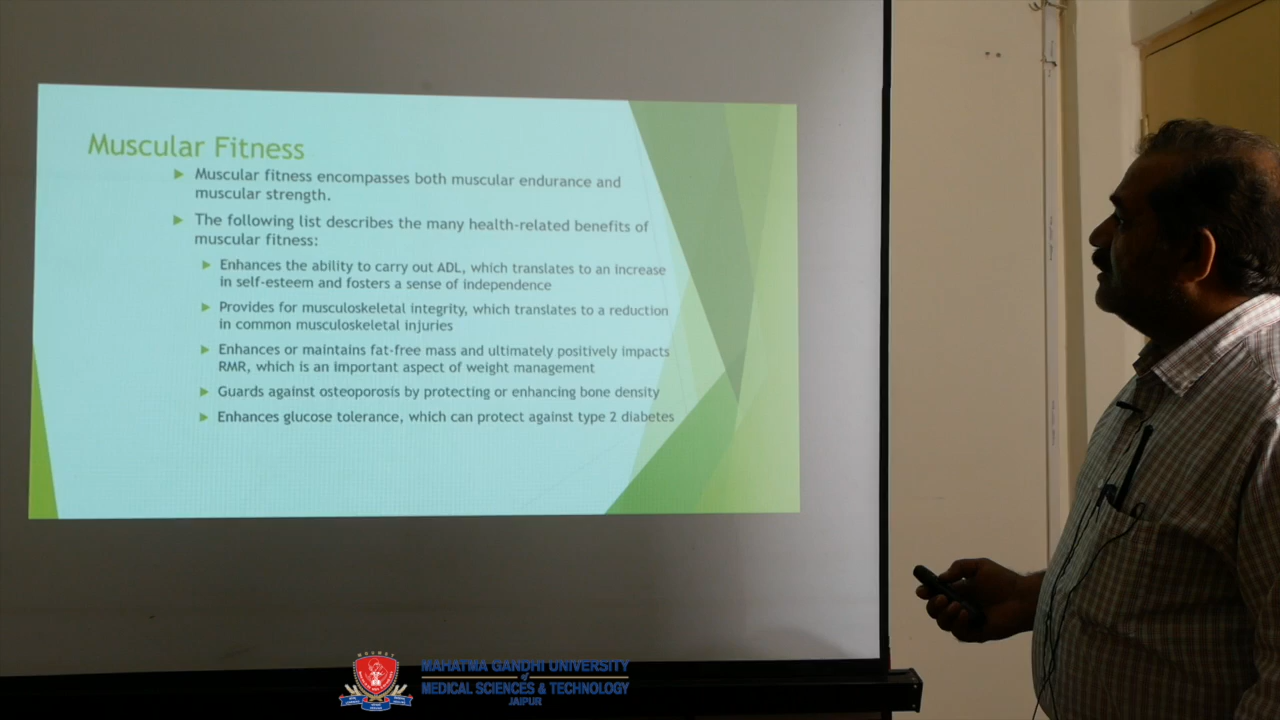 Muscular Fitness
Muscular fitness encompasses both muscular endurance and
muscular strength.
The following list describes the many health-related benefits of
muscular fitness:
Enhances the ability to carry out ADL, which translates to an increase
in self-esteem and fosters a sense of independence
Provides for musculoskeletal integrity, which translates to a reduction
in common musculoskeletal injuries
Enhances or maintains fat-free mass and ultimately positively impacts
RMR, which is an important aspect of weight management
Guards against osteoporosis by protecting or enhancing bone density
Enhances glucose tolerance, which can protect against type 2 diabetes
MAHATMA GANDHI UNIVERSITY
of
MEDICAL SCIENCES & TECHNOLOGY
JAIPUR